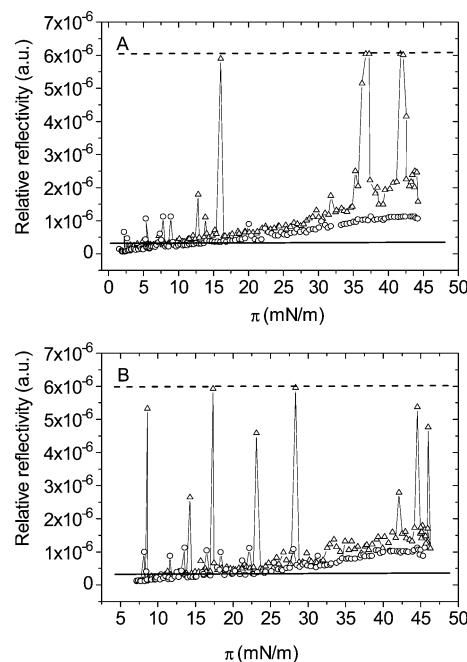 A
Relative reflectivity (a.u.)
7x10⁻⁶
6x10⁻⁶
5x10⁻⁶
4x10⁻⁶
3x10⁻⁶
2x10⁻⁶
1x10⁻⁶
0
0 5 10 15 20 25 30 35 40 45 50
π (mN/m)
B
Relative reflectivity (a.u.)
7x10⁻⁶
6x10⁻⁶
5x10⁻⁶
4x10⁻⁶
3x10⁻⁶
2x10⁻⁶
1x10⁻⁶
0
5 10 15 20 25 30 35 40 45 50
π (mN/m)